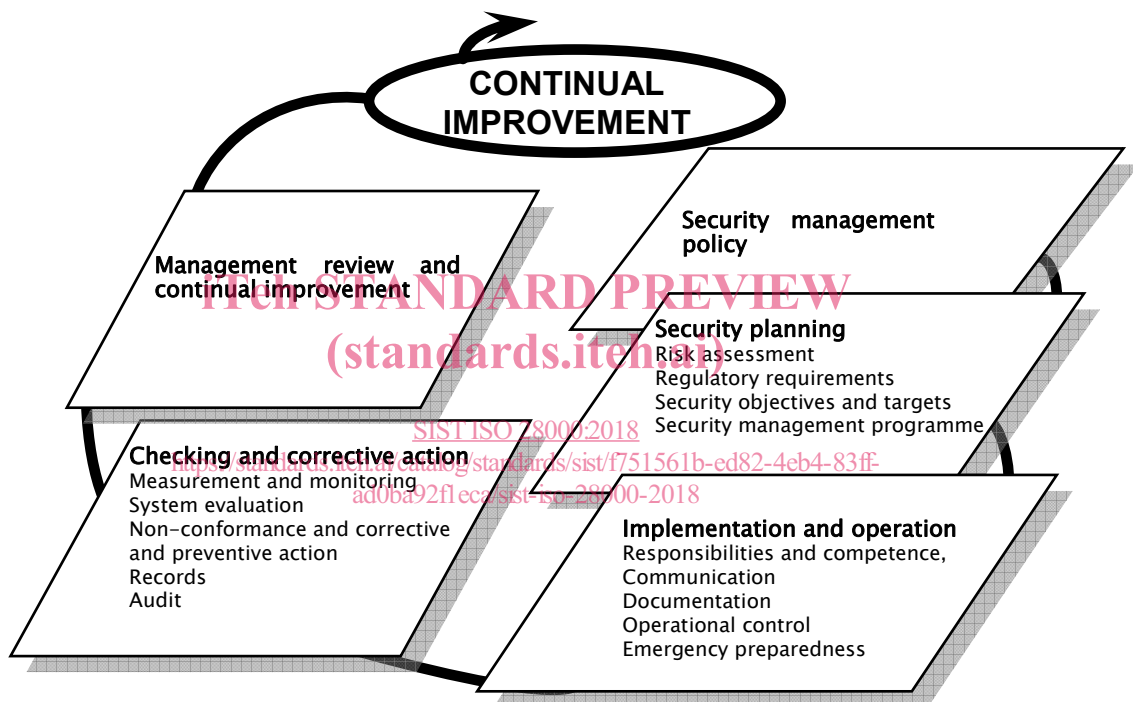 CONTINUAL
IMPROVEMENT
Security management
policy
Management review and
continual improvement
iTeh STANDARD PREVIEW
(standards.iteh.ai)
Security planning
Risk assessment
Regulatory requirements
Security objectives and targets
Security management programme
SIST ISO 28000:2018
https://standards.iteh.ai/catalog/standards/sist/f751561b-ed82-4eb4-83ff-
ad0ba92f1eca/sist-iso-28000-2018
Checking and corrective action
Measurement and monitoring
System evaluation
Non-conformance and corrective
and preventive action
Records
Audit
Implementation and operation
Responsibilities and competence,
Communication
Documentation
Operational control
Emergency preparedness